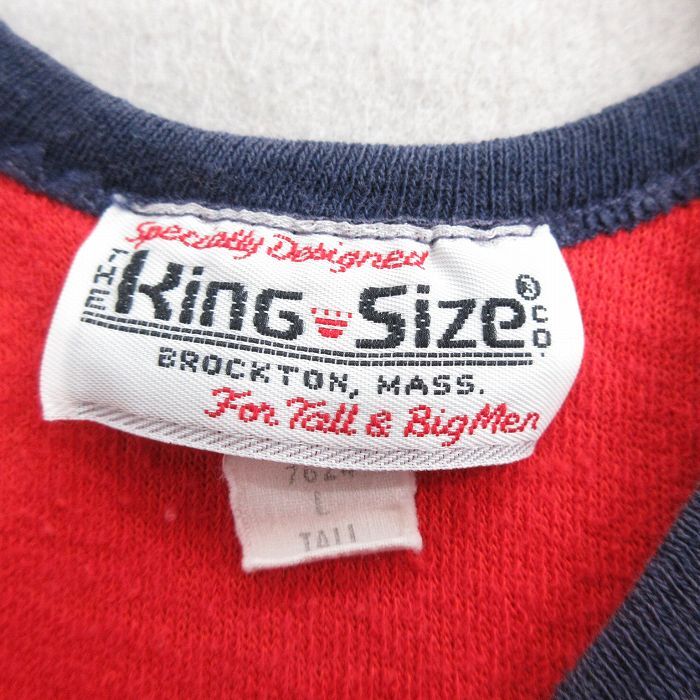 Specially Designed
THE King Size ® CO.
BROCKTON, MASS.
For Tall & Big Men
L
TALL